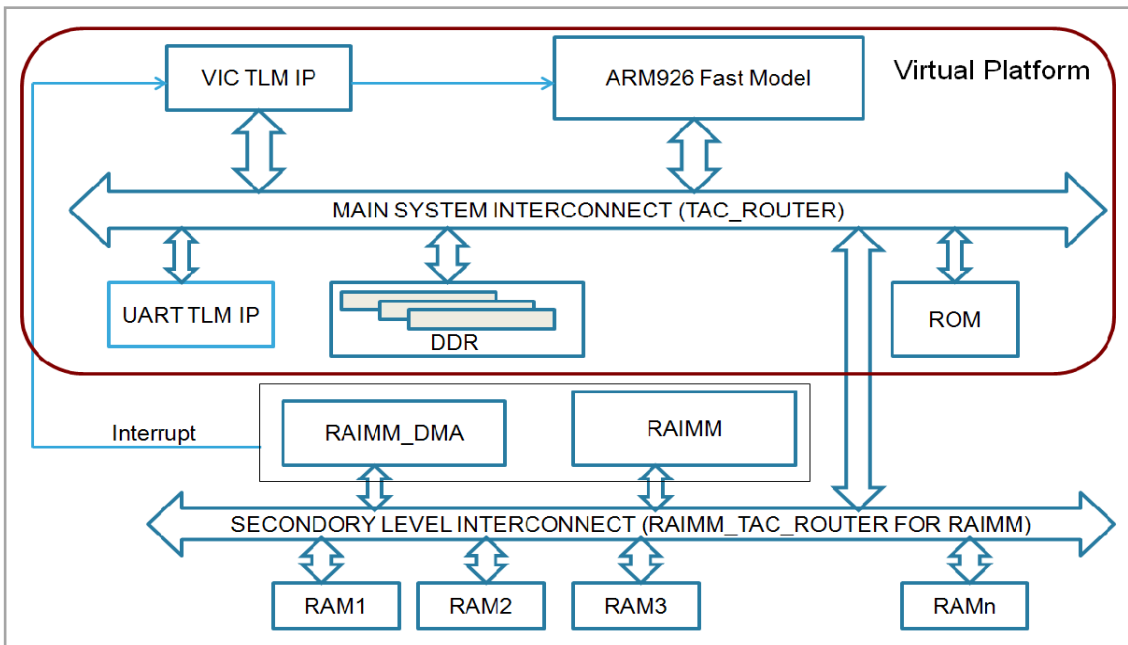 VIC TLM IP
ARM926 Fast Model
Virtual Platform
MAIN SYSTEM INTERCONNECT (TAC_ROUTER)
UART TLM IP
DDR
ROM
Interrupt
RAIMM_DMA
RAIMM
SECONDORY LEVEL INTERCONNECT (RAIMM_TAC_ROUTER FOR RAIMM)
RAM1
RAM2
RAM3
RAMn